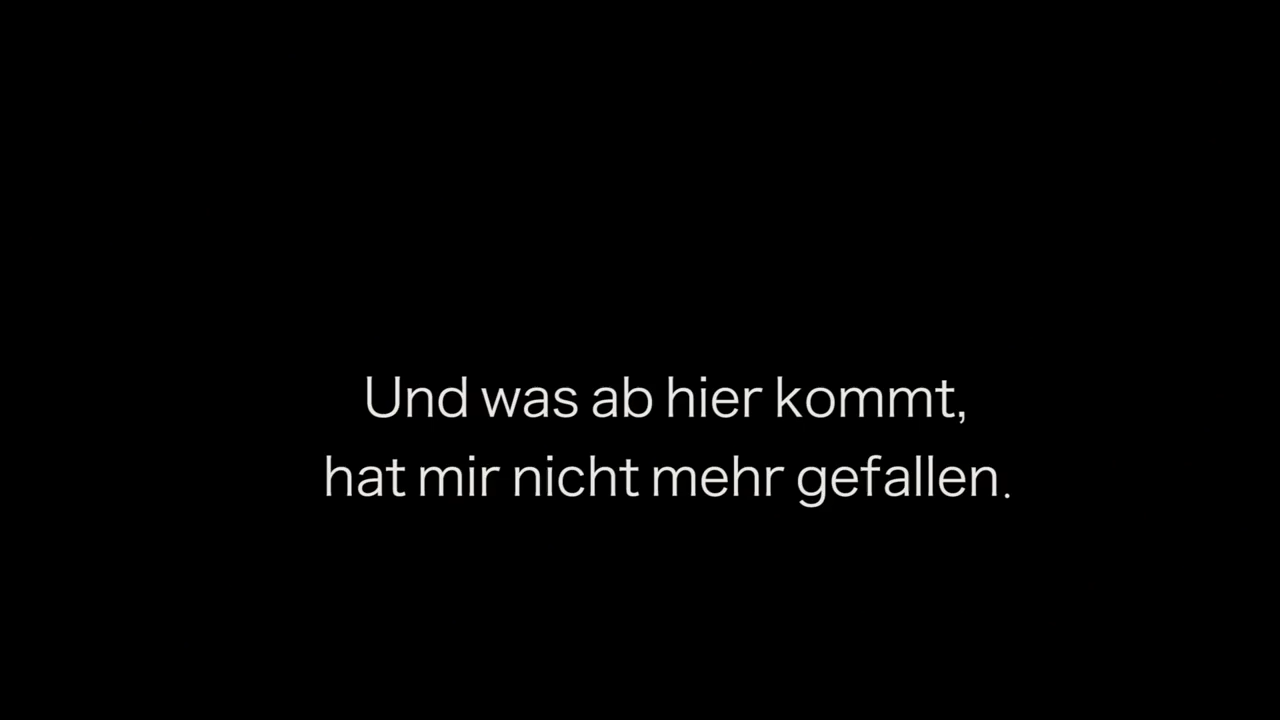 Und was ab hier kommt,
hat mir nicht mehr gefallen.